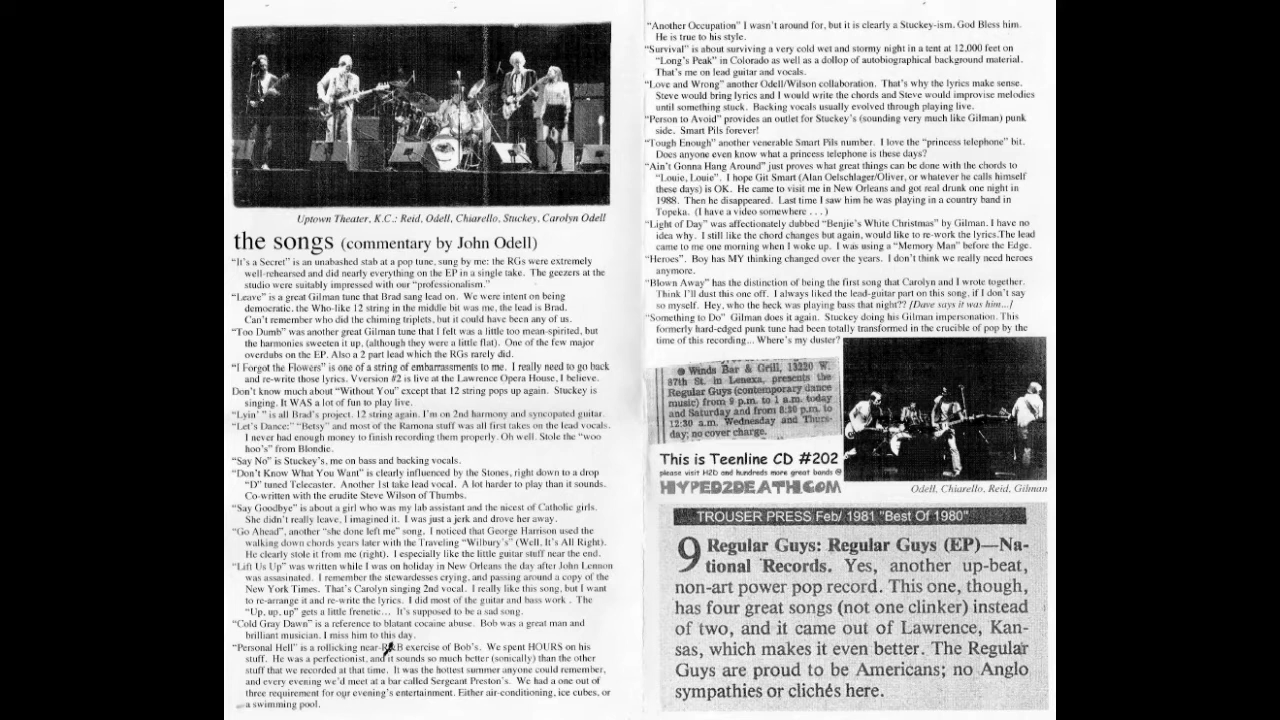 Uptown Theater, K.C.: Reid, Odell, Chiarello, Stuckey, Carolyn Odell
the songs (commentary by John Odell)
"It's a Secret" is an unabashed stab at a pop tune, sung by me: the RGs were extremely
well-rehearsed and did nearly everything on the EP in a single take. The geezers at the
studio were suitably impressed with our "professionalism."
"Leave" is a great Gilman tune that Brad sang lead on. We were intent on being
democratic, the Who-like 12 string in the middle bit was me, the lead is Brad.
Can't remember who did the chiming triplets, but it could have been any of us.
"Too Dumb" was another great Gilman tune that I felt was a little too mean-spirited, but
the harmonies sweeten it up, (although they were a little flat). One of the few major
overdubs on the EP. Also a 2 part lead which the RGs rarely did.
"I Forgot the Flowers" is one of a string of embarrassments to me. I really need to go back
and re-write those lyrics. Vversion #2 is live at the Lawrence Opera House, I believe.
Don't know much about "Without You" except that 12 string pops up again. Stuckey is
singing. It WAS a lot of fun to play live.
"Lyin' " is all Brad's project. 12 string again. I'm on 2nd harmony and syncopated guitar.
"Let's Dance:" "Betsy" and most of the Ramona stuff was all first takes on the lead vocals.
I never had enough money to finish recording them properly. Oh well. Stole the "woo
hoo's" from Blondie.
"Say No" is Stuckey's, me on bass and backing vocals.
"Don't Know What You Want" is clearly influenced by the Stones, right down to a drop
"D" tuned Telecaster. Another 1st take lead vocal. A lot harder to play than it sounds.
Co-written with the erudite Steve Wilson of Thumbs.
"Say Goodbye" is about a girl who was my lab assistant and the nicest of Catholic girls.
She didn't really leave, I imagined it. I was just a jerk and drove her away.
"Go Ahead", another "she done left me" song. I noticed that George Harrison used the
walking down chords years later with the Traveling "Wilbury's" (Well, It's All Right).
He clearly stole it from me (right). I especially like the little guitar stuff near the end.
"Lift Us Up" was written while I was on holiday in New Orleans the day after John Lennon
was assasinated. I remember the stewardesses crying, and passing around a copy of the
New York Times. That's Carolyn singing 2nd vocal. I really like this song, but I want
to re-arrange it and re-write the lyrics. I did most of the guitar and bass work . The
"Up, up, up" gets a little frenetic... It's supposed to be a sad song.
"Cold Gray Dawn" is a reference to blatant cocaine abuse. Bob was a great man and
brilliant musician. I miss him to this day.
"Personal Hell" is a rollicking near-R&B exercise of Bob's. We spent HOURS on his
stuff. He was a perfectionist, and it sounds so much better (sonically) than the other
stuff that we recorded at that time. It was the hottest summer anyone could remember,
and every evening we'd meet at a bar called Sergeant Preston's. We had a one out of
three requirement for our evening's entertainment. Either air-conditioning, ice cubes, or
a swimming pool.
"Another Occupation" I wasn't around for, but it is clearly a Stuckey-ism. God Bless him.
He is true to his style.
"Survival" is about surviving a very cold wet and stormy night in a tent at 12,000 feet on
"Long's Peak" in Colorado as well as a dollop of autobiographical background material.
That's me on lead guitar and vocals.
"Love and Wrong" another Odell/Wilson collaboration. That's why the lyrics make sense.
Steve would bring lyrics and I would write the chords and Steve would improvise melodies
until something stuck. Backing vocals usually evolved through playing live.
"Person to Avoid" provides an outlet for Stuckey's (sounding very much like Gilman) punk
side. Smart Pils forever!
"Tough Enough" another venerable Smart Pils number. I love the "princess telephone" bit.
Does anyone even know what a princess telephone is these days?
"Ain't Gonna Hang Around" just proves what great things can be done with the chords to
"Louie, Louie". I hope Git Smart (Alan Oelschlager/Oliver, or whatever he calls himself
these days) is OK. He came to visit me in New Orleans and got real drunk one night in
1988. Then he disappeared. Last time I saw him he was playing in a country band in
Topeka. (I have a video somewhere . . .)
"Light of Day" was affectionately dubbed "Benjie's White Christmas" by Gilman. I have no
idea why. I still like the chord changes but again, would like to re-work the lyrics.The lead
came to me one morning when I woke up. I was using a "Memory Man" before the Edge.
"Heroes". Boy has MY thinking changed over the years. I don't think we really need heroes
anymore.
"Blown Away" has the distinction of being the first song that Carolyn and I wrote together.
Think I'll dust this one off. I always liked the lead-guitar part on this song, if I don't say
so myself. Hey, who the heck was playing bass that night?? [Dave says it was him...]
"Something to Do" Gilman does it again. Stuckey doing his Gilman impersonation. This
formerly hard-edged punk tune had been totally transformed in the crucible of pop by the
time of this recording... Where's my duster?
Winds Bar & Grill, 13220 W.
87th St. in Lenexa, presents the
Regular Guys (contemporary dance
music) from 9 p.m. to 1 a.m. today
and Saturday and from 8:30 p.m. to
12:30 a.m. Wednesday and Thurs-
day; no cover charge.
This is Teenline CD #202
please visit H2D and hundreds more great bands @
HYPED2DEATH.COM
Odell, Chiarello, Reid, Gilman
TROUSER PRESS Feb/ 1981 "Best Of 1980"
9 Regular Guys: Regular Guys (EP)—Na-
tional Records. Yes, another up-beat,
non-art power pop record. This one, though,
has four great songs (not one clinker) instead
of two, and it came out of Lawrence, Kan-
sas, which makes it even better. The Regular
Guys are proud to be Americans; no Anglo
sympathies or clichés here.